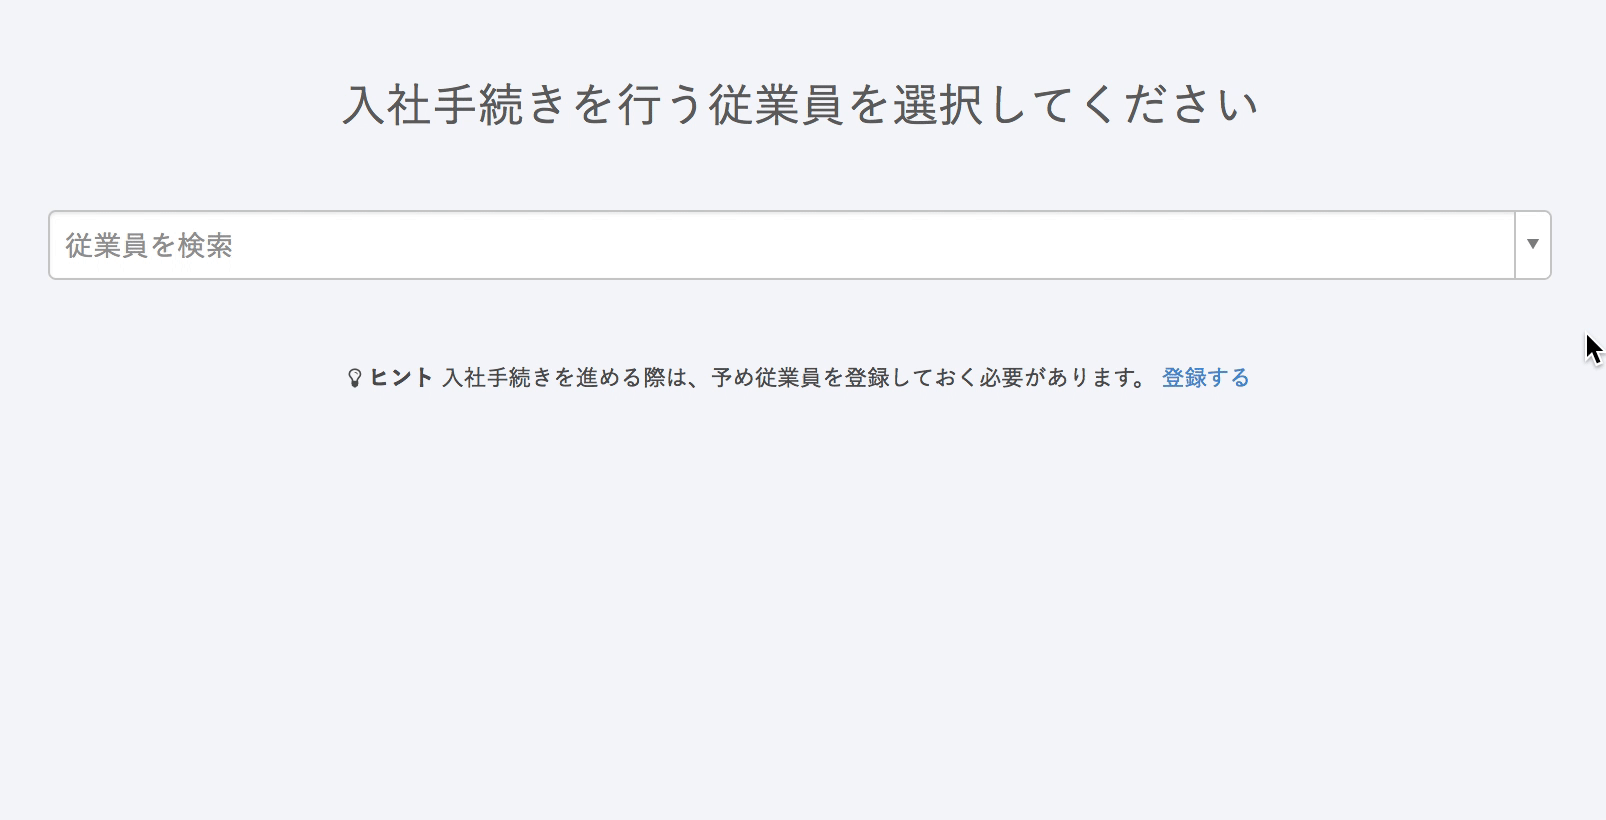 入社手続きを行う従業員を選択してください
従業員を検索
ヒント 入社手続きを進める際は、予め従業員を登録しておく必要があります。 登録する